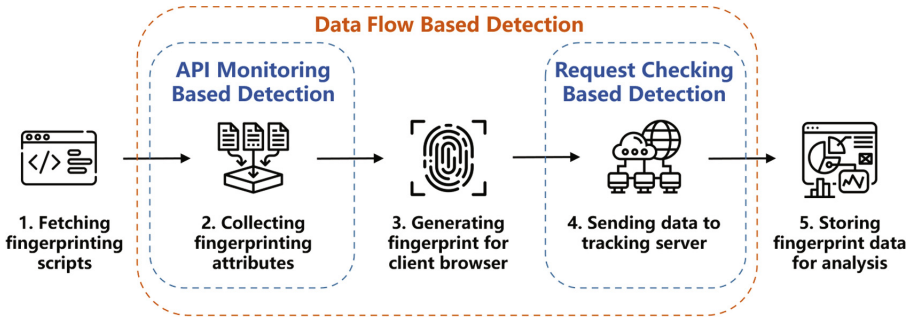 Data Flow Based Detection
API Monitoring
Based Detection
Request Checking
Based Detection
</>
1. Fetching
fingerprinting
scripts
2. Collecting
fingerprinting
attributes
3. Generating
fingerprint for
client browser
4. Sending data to
tracking server
5. Storing
fingerprint data
for analysis